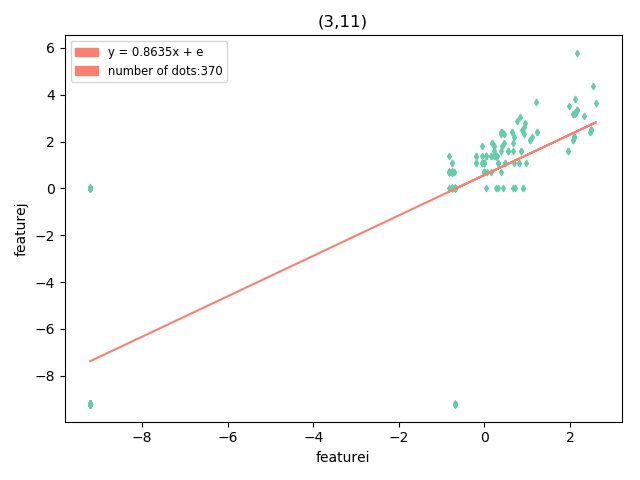 (3,11)
y = 0.8635x + e
number of dots:370
6
4
2
0
−2
−4
−6
−8
featurej
−8 −6 −4 −2 0 2
featurei